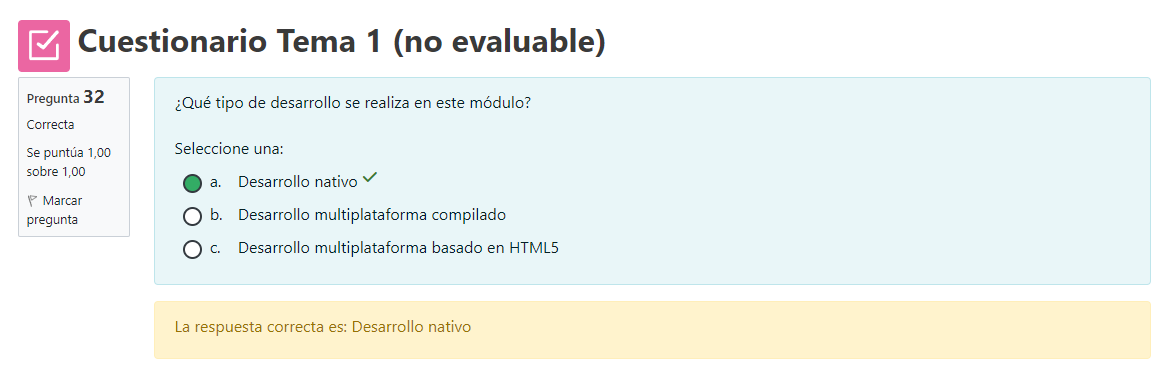 Cuestionario Tema 1 (no evaluable)
Pregunta 32
Correcta
Se puntúa 1,00
sobre 1,00
Marcar
pregunta
¿Qué tipo de desarrollo se realiza en este módulo?
Seleccione una:
a. Desarrollo nativo
b. Desarrollo multiplataforma compilado
c. Desarrollo multiplataforma basado en HTML5
La respuesta correcta es: Desarrollo nativo